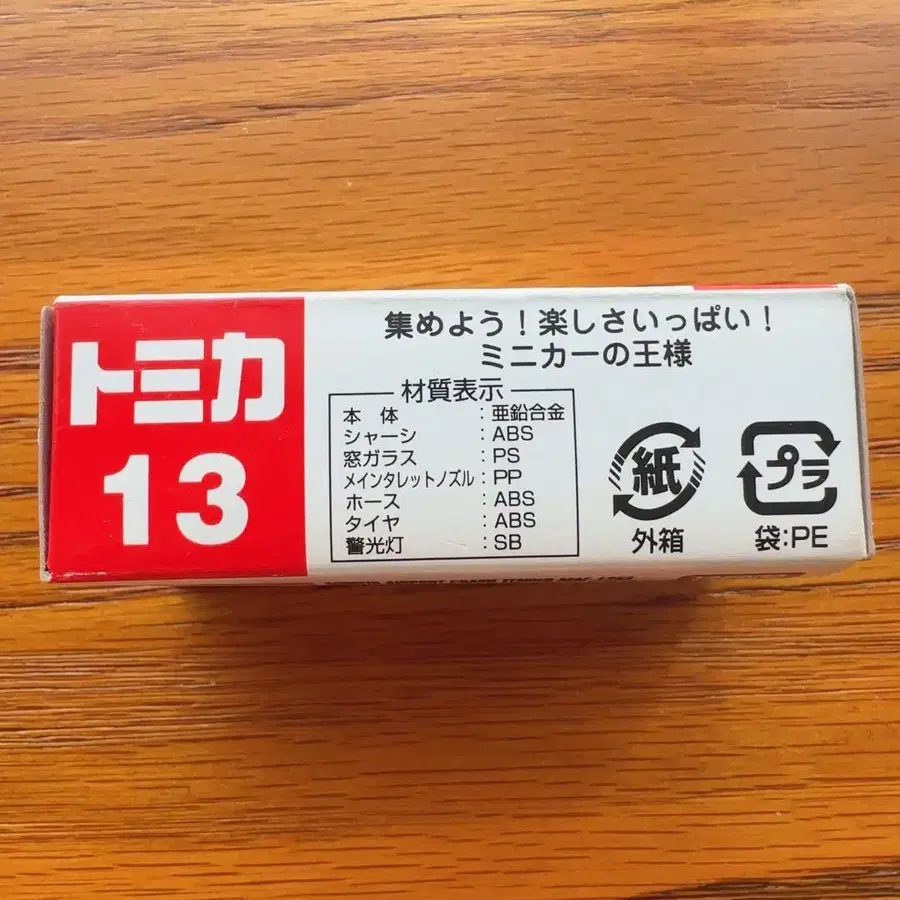 トミカ
13
集めよう！楽しさいっぱい！
ミニカーの王様
材質表示
本　体：亜鉛合金
シャーシ：ABS
窓ガラス：PS
メインタレットノズル：PP
ホース：ABS
タイヤ：ABS
警光灯：SB
紙
外箱
プラ
袋：PE